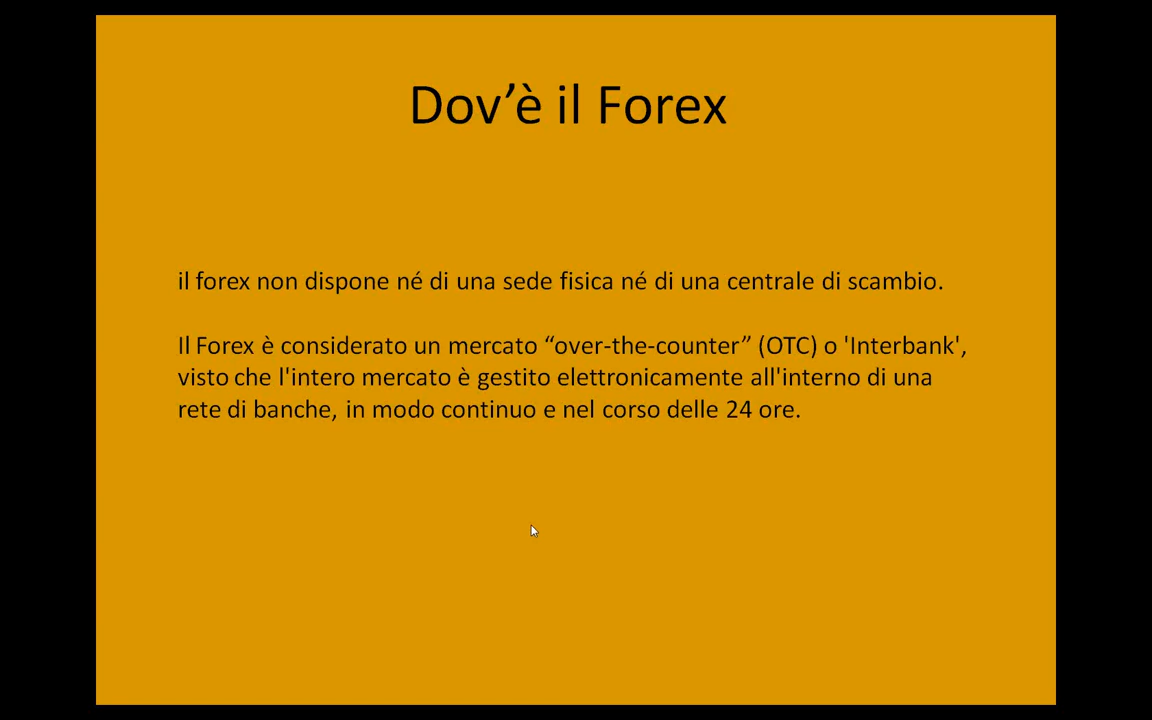 Dov’è il Forex
il forex non dispone né di una sede fisica né di una centrale di scambio.
Il Forex è considerato un mercato “over-the-counter” (OTC) o 'Interbank',
visto che l'intero mercato è gestito elettronicamente all'interno di una
rete di banche, in modo continuo e nel corso delle 24 ore.